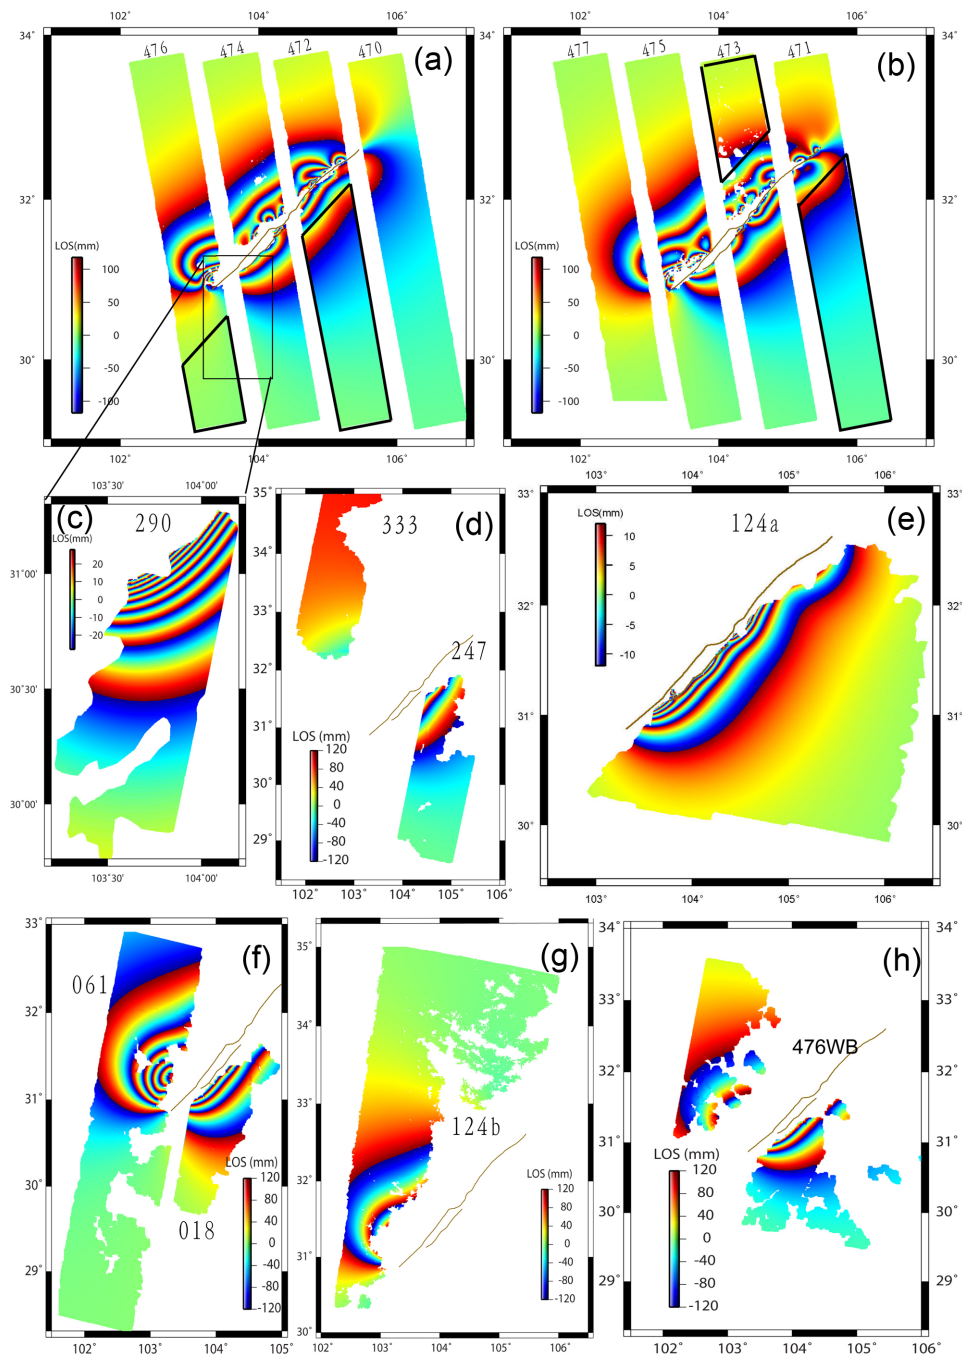 102° 104° 106°
34° 32° 30°
476 474 472 470
(a)
LOS(mm)
100
50
0
-50
-100
102° 104° 106°
102° 104° 106°
34° 32° 30°
477 475 473 471
(b)
LOS(mm)
100
50
0
-50
-100
102 104° 106°
103°30' 104°00'
(c)
290
LOS(mm)
20
10
0
-10
-20
31°00'
30°30'
30°00'
103°30' 104°00'
(d)
333
247
35°
34°
33°
32°
31°
30°
29°
LOS (mm)
120
80
40
0
-40
-80
-120
102° 103° 104° 105° 106°
103° 104° 105° 106°
33° 33°
(e)
124a
LOS(mm)
10
5
0
-5
-10
32° 32°
31° 31°
30° 30°
103° 104° 105° 106°
33°
32°
31°
30°
29°
(f)
061
018
LOS (mm)
120
80
40
0
-40
-80
-120
102° 103° 104° 105°
35°
34°
33°
32°
31°
30°
(g)
124b
LOS (mm)
120
80
40
0
-40
-80
-120
102° 103° 104° 105° 106°
34° 34°
33° 33°
32° 32°
31° 31°
30° 30°
29° 29°
(h)
476WB
LOS (mm)
120
80
40
0
-40
-80
-120
102° 103° 104° 105° 106°